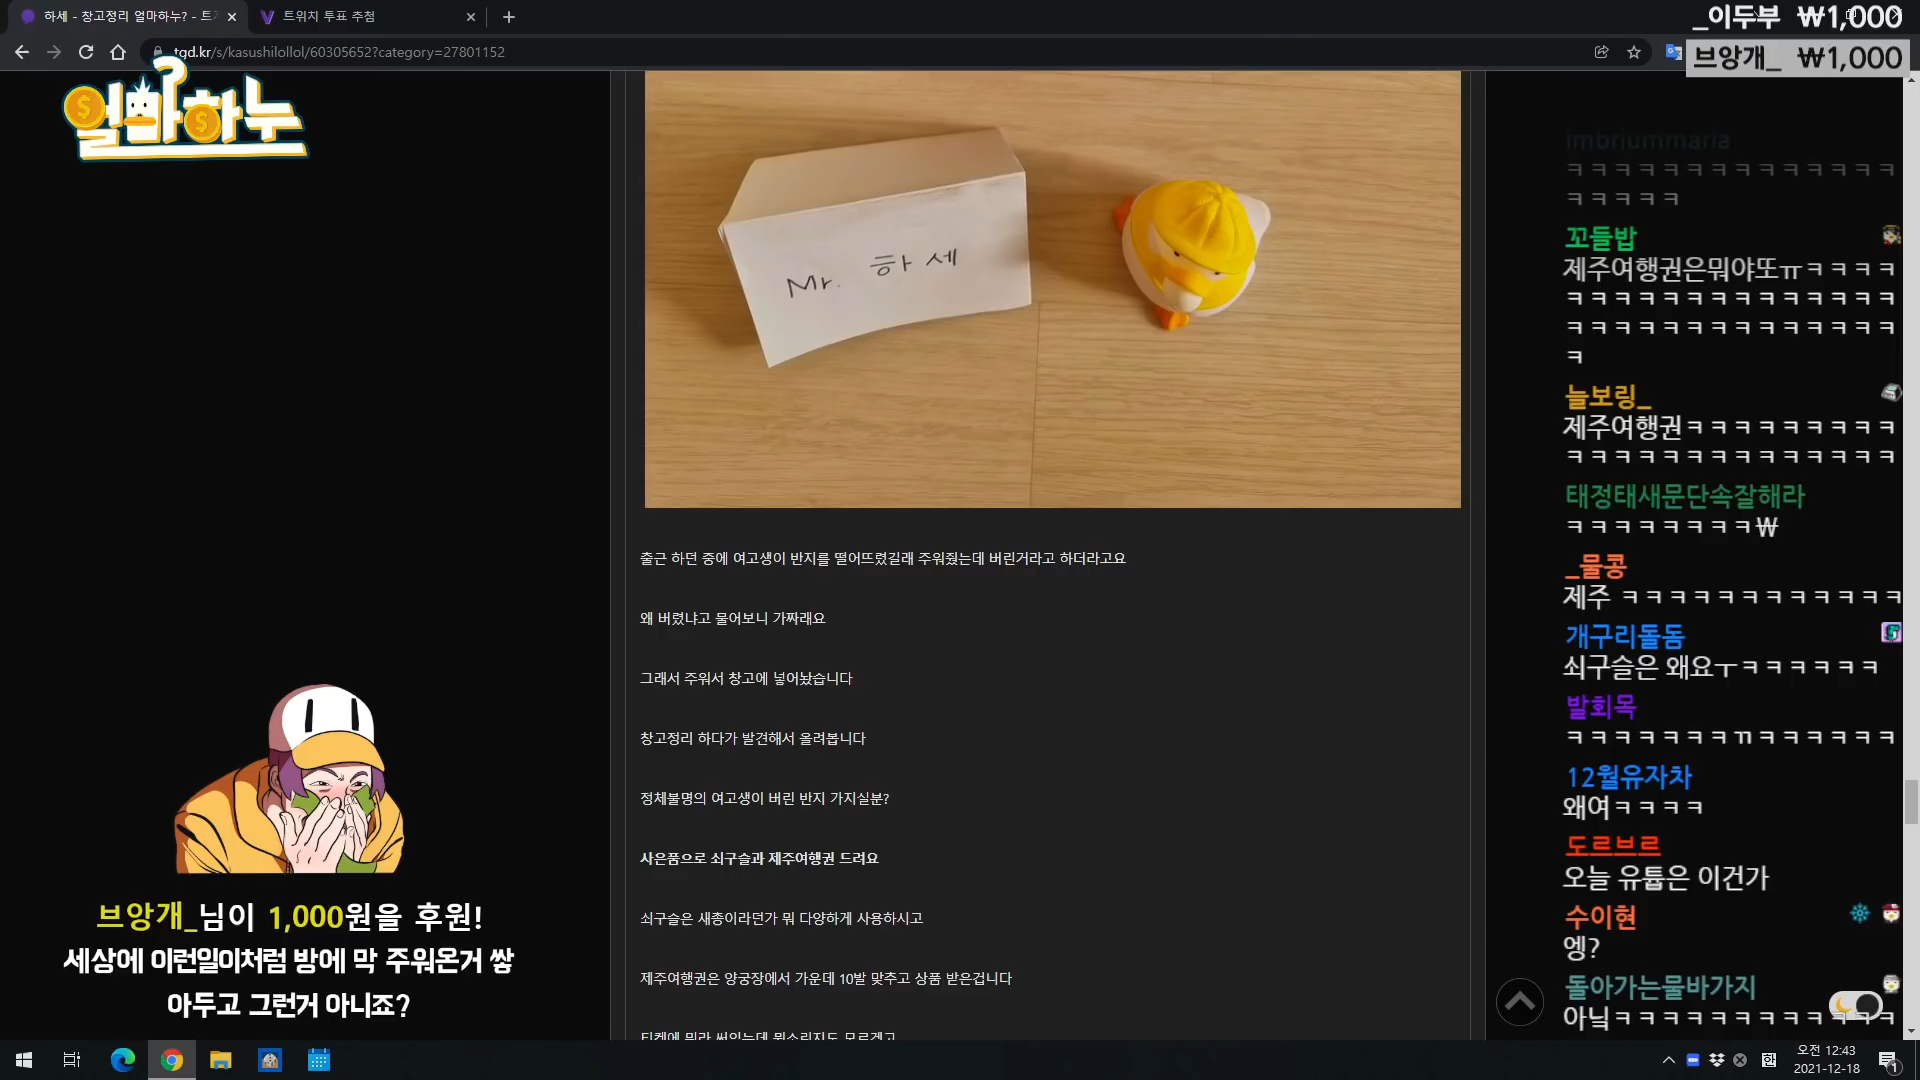 하세 - 창고정리 얼마하누? - 트
트위치 투표 추첨
tgd.kr/s/kasushilollol/60305652?category=27801152
_이두부 ₩1,000
브앙개_ ₩1,000
얼마하누?
Mr. 하세
출근 하던 중에 여고생이 반지를 떨어뜨렸길래 주워줬는데 버린거라고 하더라고요
왜 버렸냐고 물어보니 가짜래요
그래서 주워서 창고에 넣어놨습니다
창고정리 하다가 발견해서 올려봅니다
정체불명의 여고생이 버린 반지 가지실분?
사은품으로 쇠구슬과 제주여행권 드려요
쇠구슬은 새총이라던가 뭐 다양하게 사용하시고
제주여행권은 양궁장에서 가운데 10발 맞추고 상품 받은겁니다
브앙개_님이 1,000원을 후원!
세상에 이런일이처럼 방에 막 주워온거 쌓
아두고 그런거 아니죠?
imbriummaria
ㅋㅋㅋㅋㅋㅋㅋㅋㅋㅋㅋㅋㅋㅋ
ㅋㅋㅋㅋㅋ
꼬들밥
제주여행권은뭐야또ㅠㅋㅋㅋㅋ
ㅋㅋㅋㅋㅋㅋㅋㅋㅋㅋㅋㅋㅋㅋ
ㅋㅋㅋㅋㅋㅋㅋㅋㅋㅋㅋㅋㅋㅋ
ㅋ
늘보링_
제주여행권ㅋㅋㅋㅋㅋㅋㅋㅋㅋ
ㅋㅋㅋㅋㅋㅋㅋㅋㅋㅋㅋㅋㅋㅋ
태정태새문단속잘해라
ㅋㅋㅋㅋㅋㅋㅋㅋ₩
_물콩
제주 ㅋㅋㅋㅋㅋㅋㅋㅋㅋㅋㅋㅋ
개구리돌돔
쇠구슬은 왜요ㅜㅋㅋㅋㅋㅋㅋ
발회목
ㅋㅋㅋㅋㅋㅋㅋㄲㅋㅋㅋㅋㅋㅋ
12월유자차
왜여ㅋㅋㅋㅋ
도르브르
오늘 유튭은 이건가
수이현
엥?
돌아가는물바가지
아닠ㅋㅋㅋㅋㅋㅋㅋㅋㅋㅋㅋㅋ
오전 12:43
2021-12-18